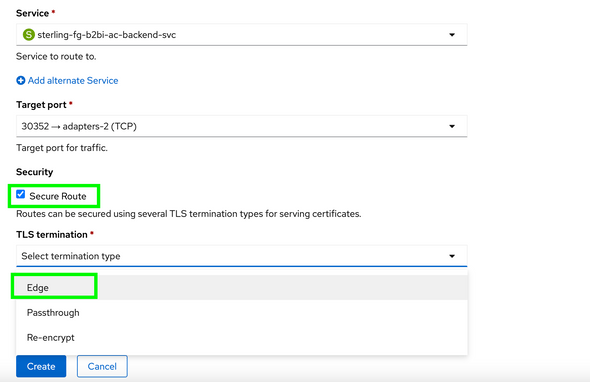 Service *
S sterling-fg-b2bi-ac-backend-svc
Service to route to.
Add alternate Service
Target port *
30352 → adapters-2 (TCP)
Target port for traffic.
Security
Secure Route
Routes can be secured using several TLS termination types for serving certificates.
TLS termination *
Select termination type
Edge
Passthrough
Re-encrypt
Create Cancel